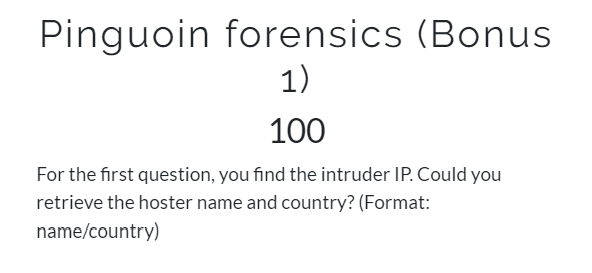 Pinguoin forensics (Bonus
1)
100
For the first question, you find the intruder IP. Could you
retrieve the hoster name and country? (Format:
name/country)